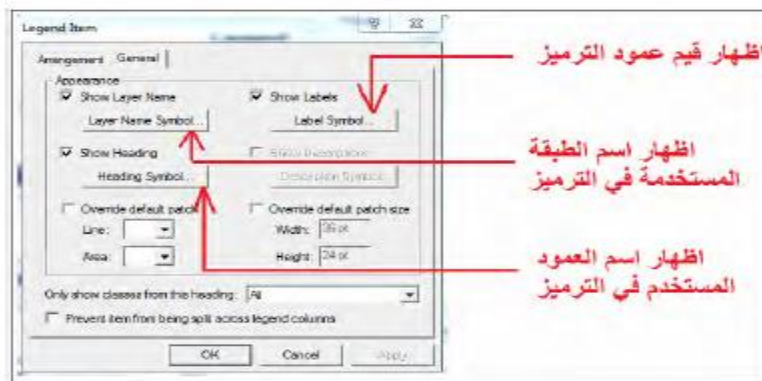 Legend Item
Arrangement General
Appearance
Show Layer Name
Show Labels
Layer Name Symbol...
Label Symbol...
Show Heading
Show Descriptions
Heading Symbol...
Description Symbol...
Override default patch
Override default patch size
Line:
Width: 36 pt
Area:
Height: 24 pt
Only show classes from this heading: All
Prevent item from being split across legend columns
OK Cancel Apply
اظهار قيم عمود الترميز
اظهار اسم الطبقة
المستخدمة في الترميز
اظهار اسم العمود
المستخدم في الترميز